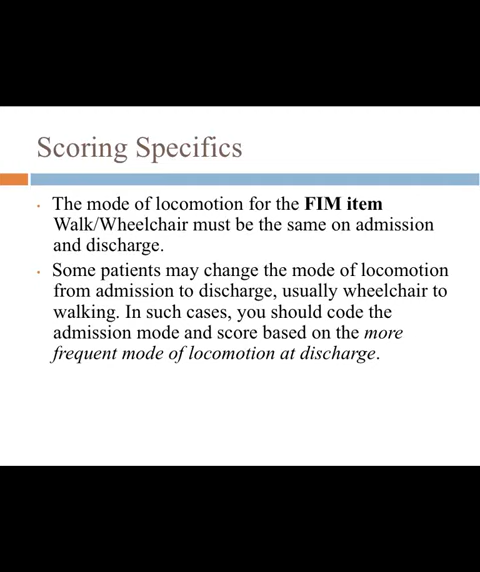 Scoring Specifics
• The mode of locomotion for the FIM item
Walk/Wheelchair must be the same on admission
and discharge.
• Some patients may change the mode of locomotion
from admission to discharge, usually wheelchair to
walking. In such cases, you should code the
admission mode and score based on the more
frequent mode of locomotion at discharge.